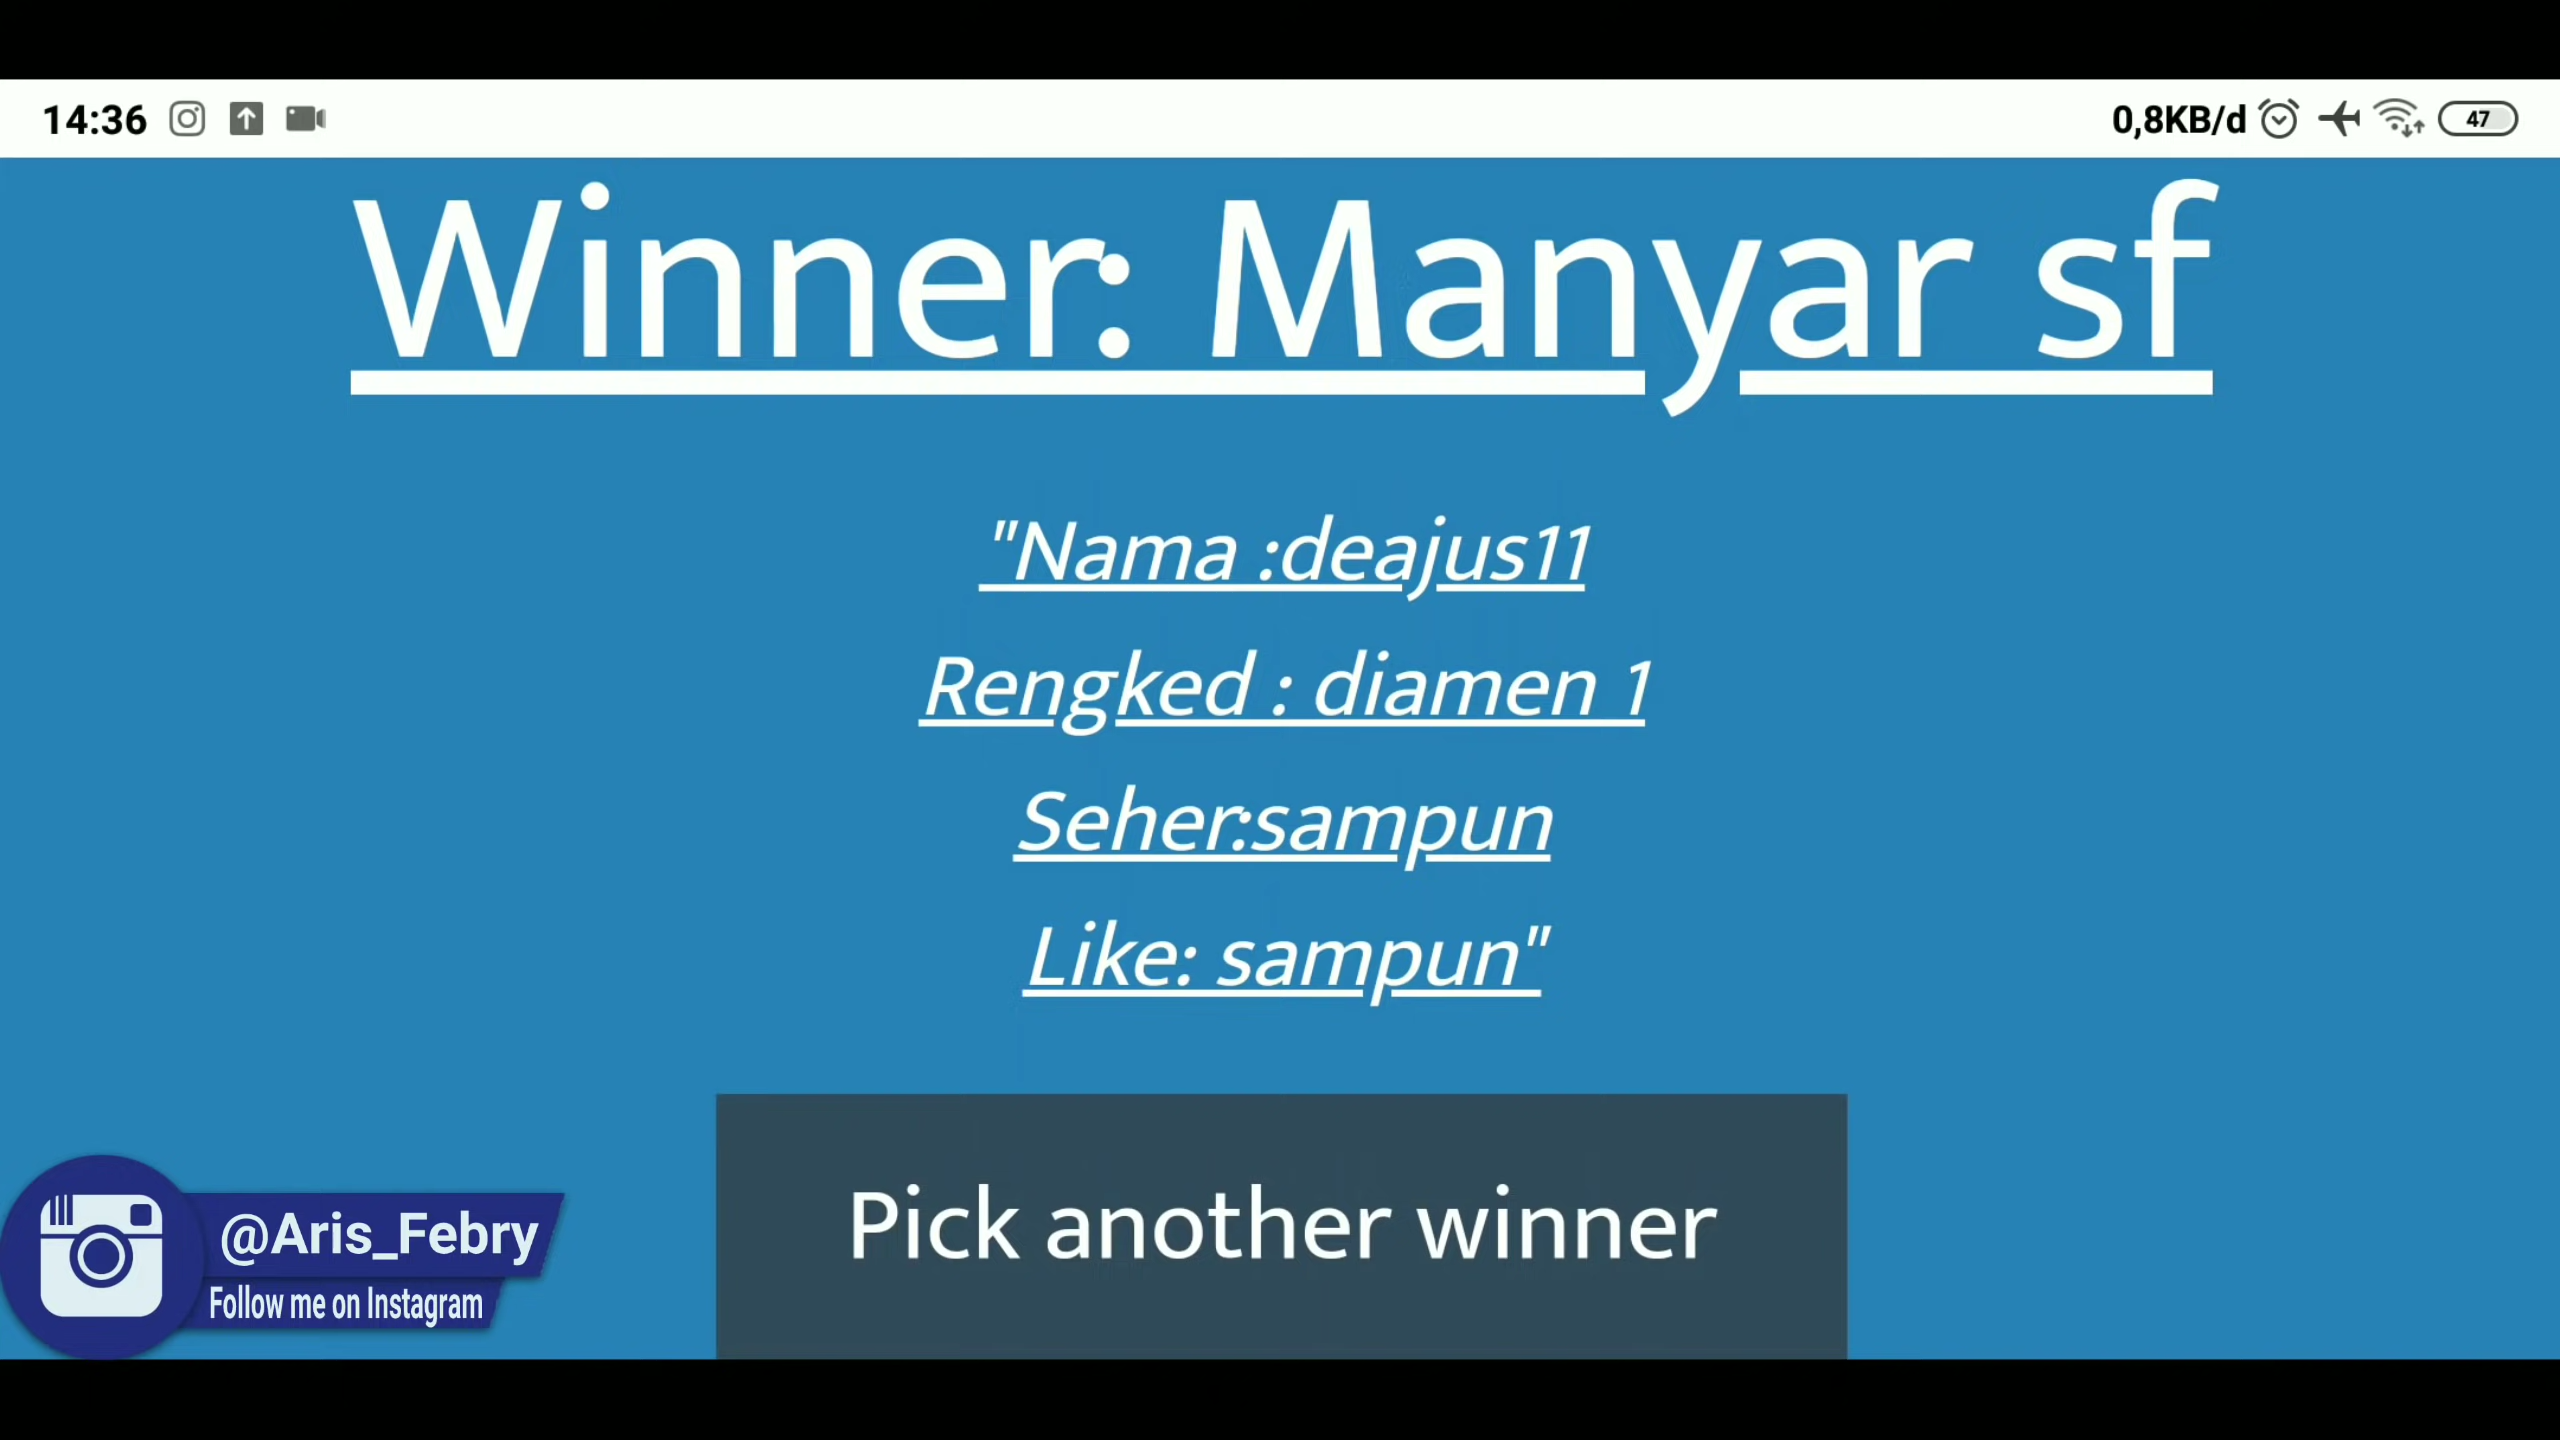 14:36 0,8KB/d 47
Winner: Manyar sf
"Nama :deajus11
Rengked : diamen 1
Seher:sampun
Like: sampun"
Pick another winner
@Aris_Febry
Follow me on Instagram